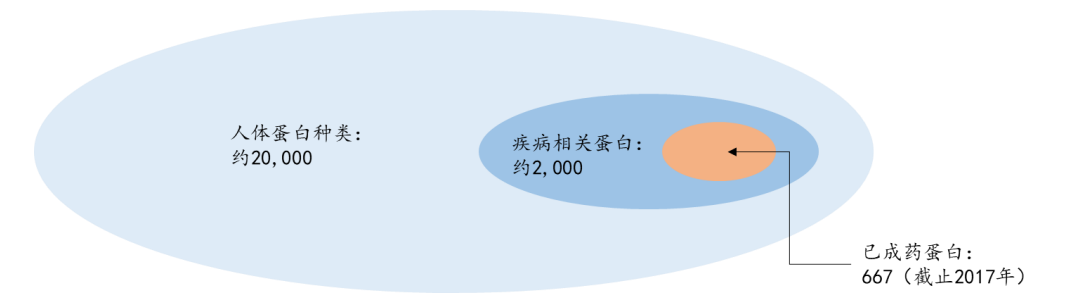 人体蛋白种类：
约20,000
疾病相关蛋白：
约2,000
已成药蛋白：
667（截止2017年）